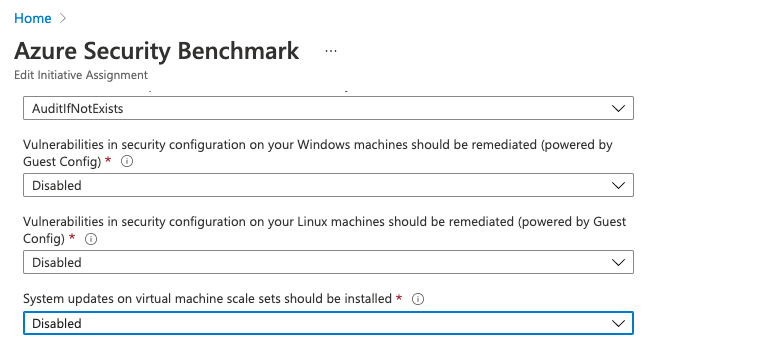 Home
Azure Security Benchmark ...
Edit Initiative Assignment
AuditIfNotExists
Vulnerabilities in security configuration on your Windows machines should be remediated (powered by
Guest Config) *
Disabled
Vulnerabilities in security configuration on your Linux machines should be remediated (powered by Guest
Config) *
Disabled
System updates on virtual machine scale sets should be installed *
Disabled